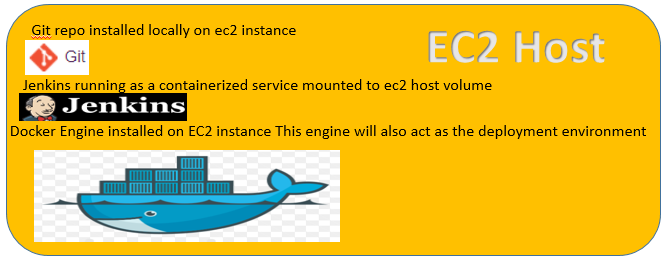 Git repo installed locally on ec2 instance
EC2 Host
Git
Jenkins running as a containerized service mounted to ec2 host volume
Jenkins
Docker Engine installed on EC2 instance This engine will also act as the deployment environment